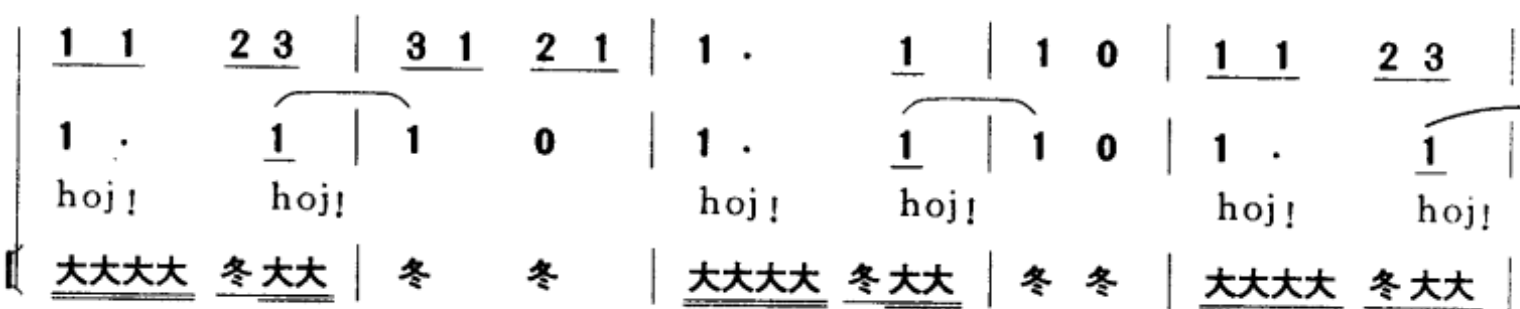 1 1 2 3 | 3 1 2 1 | 1 · 1 | 1 0 | 1 1 2 3 |
1 · 1 | 1 0 | 1 · 1 | 1 0 | 1 · 1 |
hoj! hoj! hoj! hoj! hoj! hoj!
大大大大 冬大大 | 冬 冬 | 大大大大 冬大大 | 冬 冬 | 大大大大 冬大大 |